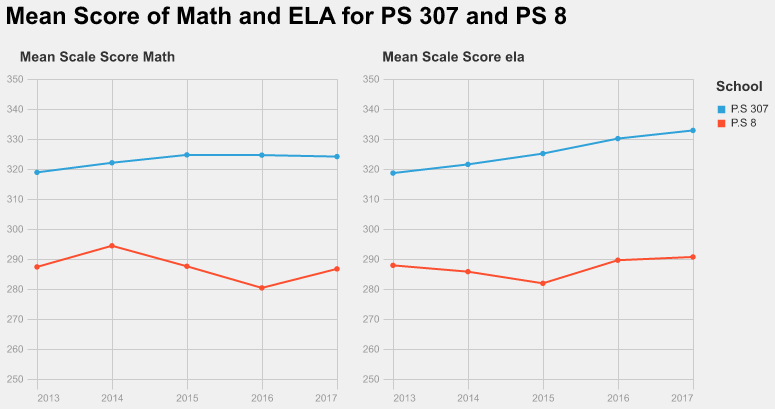 Mean Score of Math and ELA for PS 307 and PS 8
Mean Scale Score Math
350
340
330
320
310
300
290
280
270
260
250
2013 2014 2015 2016 2017
Mean Scale Score ela
350
340
330
320
310
300
290
280
270
260
250
2013 2014 2015 2016 2017
School
P.S 307
P.S 8